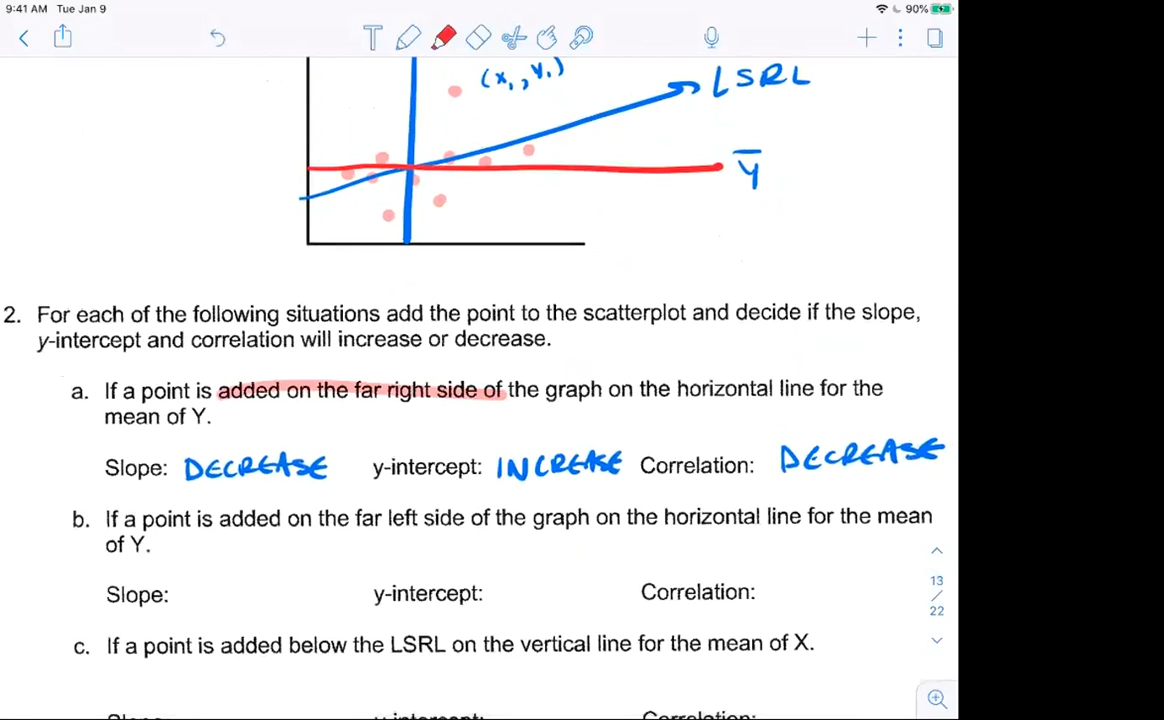 9:41 AM Tue Jan 9
90%
T
(x₁, y₁)
LSRL
Y
2. For each of the following situations add the point to the scatterplot and decide if the slope,
y-intercept and correlation will increase or decrease.
a. If a point is added on the far right side of the graph on the horizontal line for the
mean of Y.
Slope: DECREASE y-intercept: INCREASE Correlation: DECREASE
b. If a point is added on the far left side of the graph on the horizontal line for the mean
of Y.
Slope: y-intercept: Correlation:
13
/
22
c. If a point is added below the LSRL on the vertical line for the mean of X.
Slope: y-intercept: Correlation: